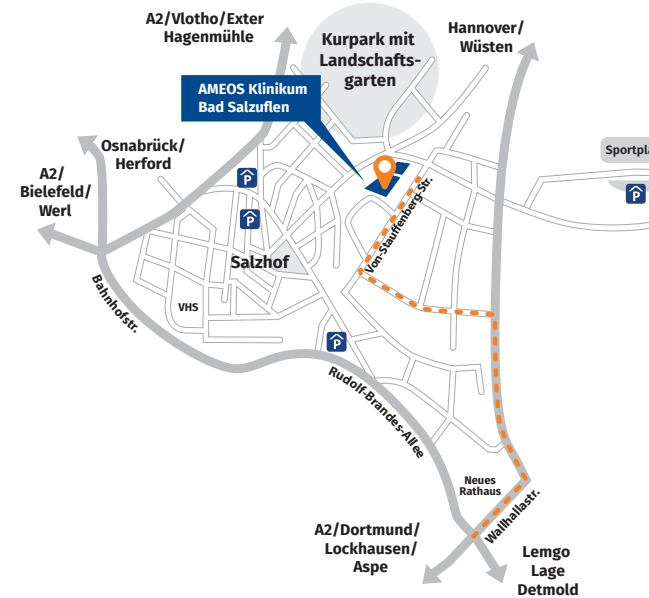 A2/Vlotho/Exter
Hagenmühle
Kurpark mit
Landschafts-
garten
Hannover/
Wüsten
AMEOS Klinikum
Bad Salzuflen
Osnabrück/
Herford
A2/
Bielefeld/
Werl
Sportpla
P
P
P
P
Von-Stauffenberg-Str.
Salzhof
Bahnhofstr.
VHS
Rudolf-Brandes-Allee
Neues
Rathaus
Wallhallastr.
A2/Dortmund/
Lockhausen/
Aspe
Lemgo
Lage
Detmold